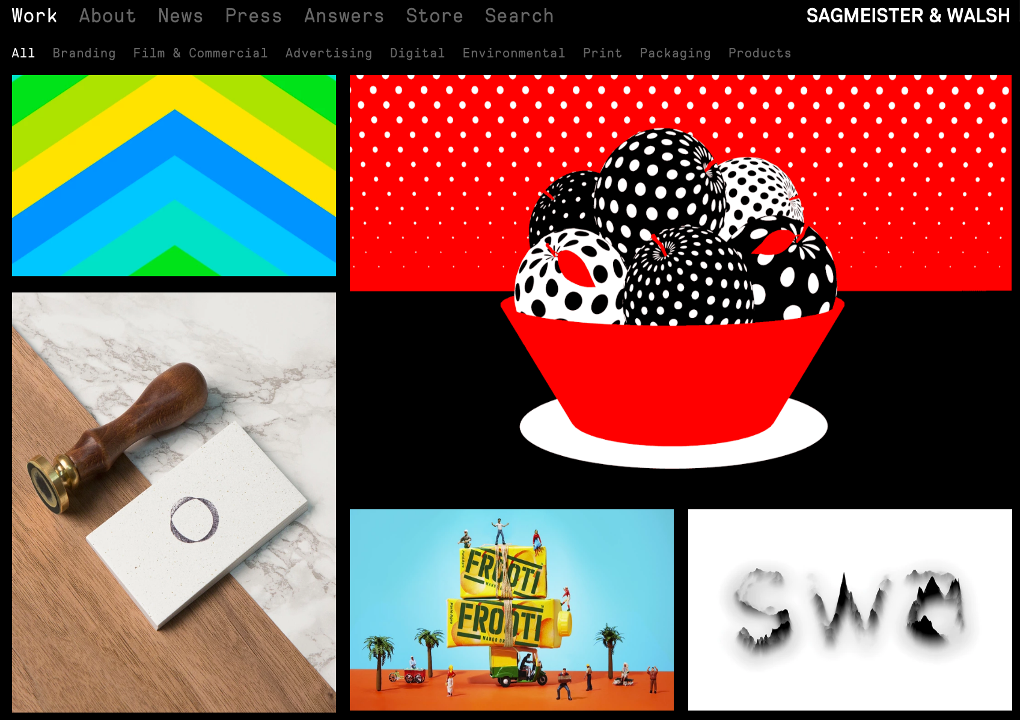 Work About News Press Answers Store Search
SAGMEISTER & WALSH
All Branding Film & Commercial Advertising Digital Environmental Print Packaging Products
FROOTI
FROOTI
swa